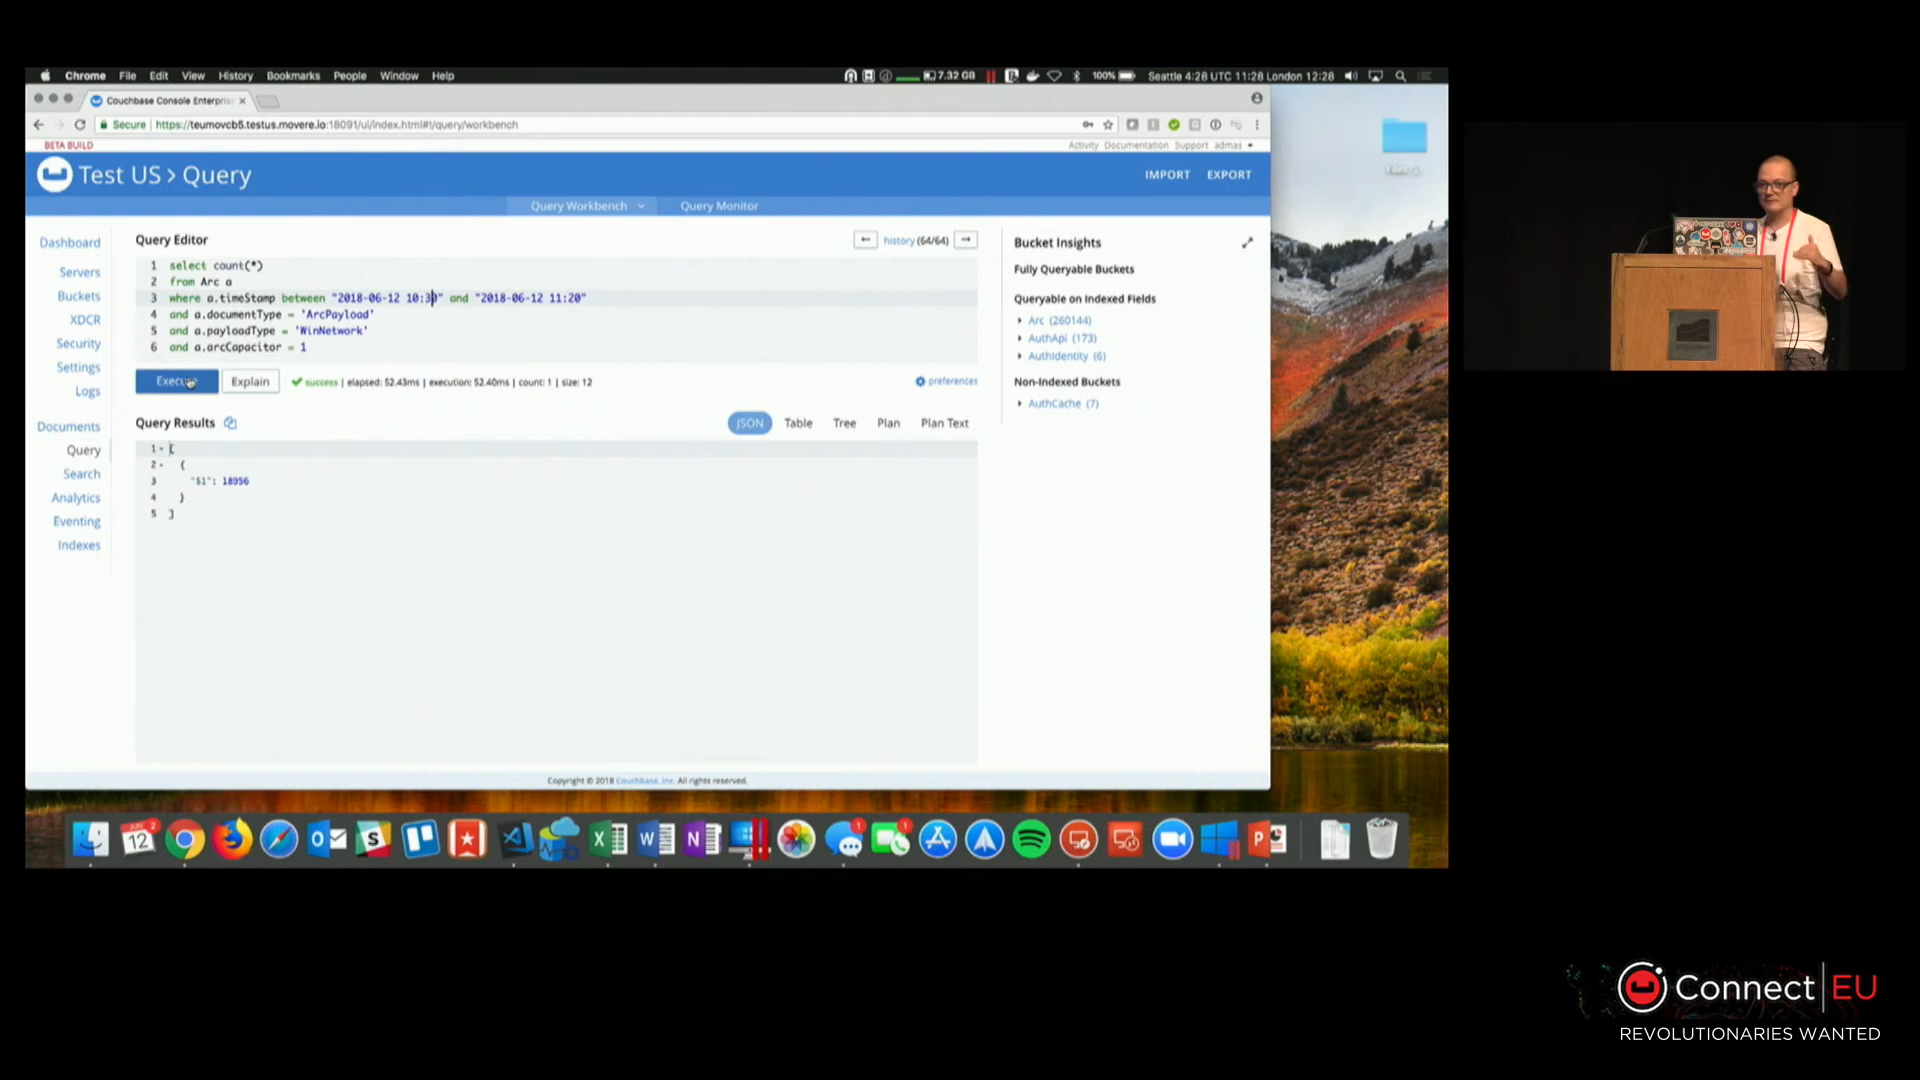 Chrome File Edit View History Bookmarks People Window Help
7.32 GB 100% Seattle 4:28 UTC 11:28 London 12:28
Couchbase Console Enterpris
Secure | https://teumovcb5.testus.movere.io:18091/ui/index.html#!/query/workbench
BETA BUILD
Activity Documentation Support admas
Test US > Query
IMPORT EXPORT
Query Workbench Query Monitor
Dashboard
Servers
Buckets
XDCR
Security
Settings
Logs
Documents
Query
Search
Analytics
Eventing
Indexes
Query Editor
history (64/64)
1 select count(*)
2 from Arc a
3 where a.timeStamp between "2018-06-12 10:30" and "2018-06-12 11:20"
4 and a.documentType = 'ArcPayload'
5 and a.payloadType = 'WinNetwork'
6 and a.arcCapacitor = 1
Execute Explain success | elapsed: 52.43ms | execution: 52.40ms | count: 1 | size: 12
preferences
Query Results
JSON Table Tree Plan Plan Text
1 [
2 {
3 "$1": 18956
4 }
5 ]
Bucket Insights
Fully Queryable Buckets
Queryable on Indexed Fields
Arc (260144)
AuthApi (173)
AuthIdentity (6)
Non-Indexed Buckets
AuthCache (7)
Copyright © 2018 Couchbase, Inc. All rights reserved.
Files
JUN
12
2
1
1
Connect | EU
REVOLUTIONARIES WANTED